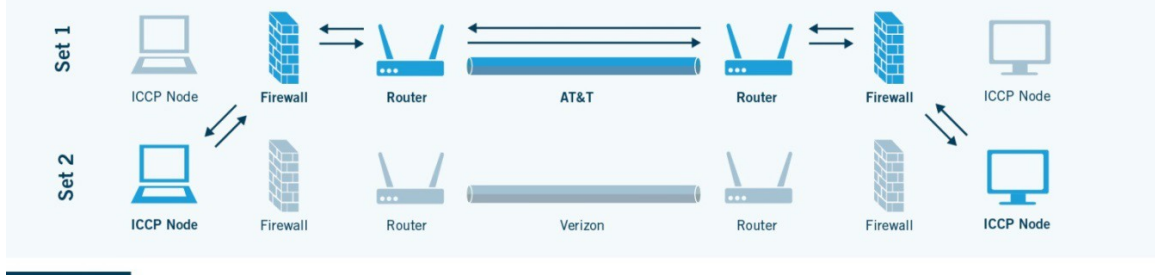 Set 1
ICCP Node Firewall Router AT&T Router Firewall ICCP Node
Set 2
ICCP Node Firewall Router Verizon Router Firewall ICCP Node